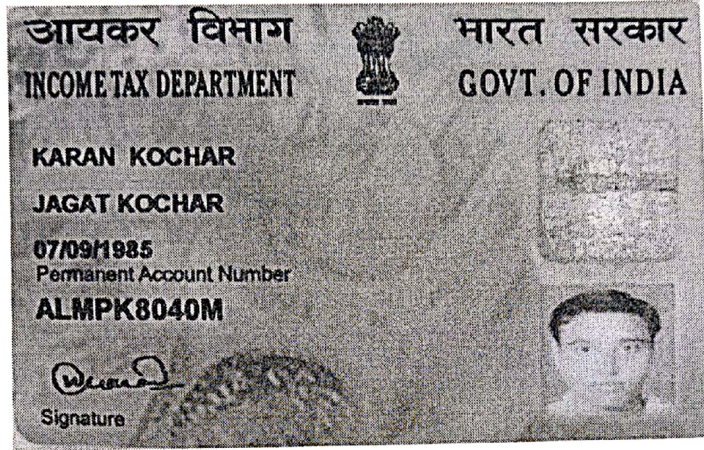 आयकर विभाग
भारत सरकार
INCOME TAX DEPARTMENT
GOVT. OF INDIA
KARAN KOCHAR
JAGAT KOCHAR
07/09/1985
Permanent Account Number
ALMPK8040M
Signature